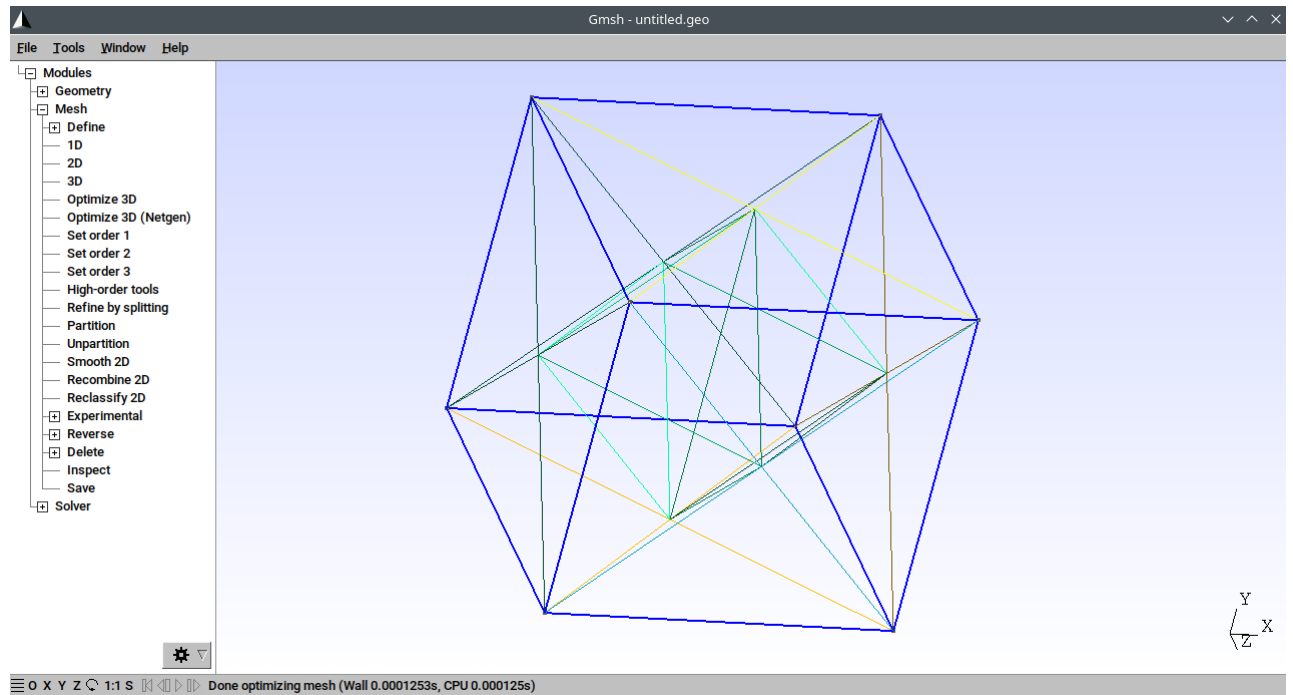 Gmsh - untitled.geo
File Tools Window Help
Modules
Geometry
Mesh
Define
1D
2D
3D
Optimize 3D
Optimize 3D (Netgen)
Set order 1
Set order 2
Set order 3
High-order tools
Refine by splitting
Partition
Unpartition
Smooth 2D
Recombine 2D
Reclassify 2D
Experimental
Reverse
Delete
Inspect
Save
Solver
Y
X
Z
O X Y Z 1:1 S Done optimizing mesh (Wall 0.0001253s, CPU 0.000125s)